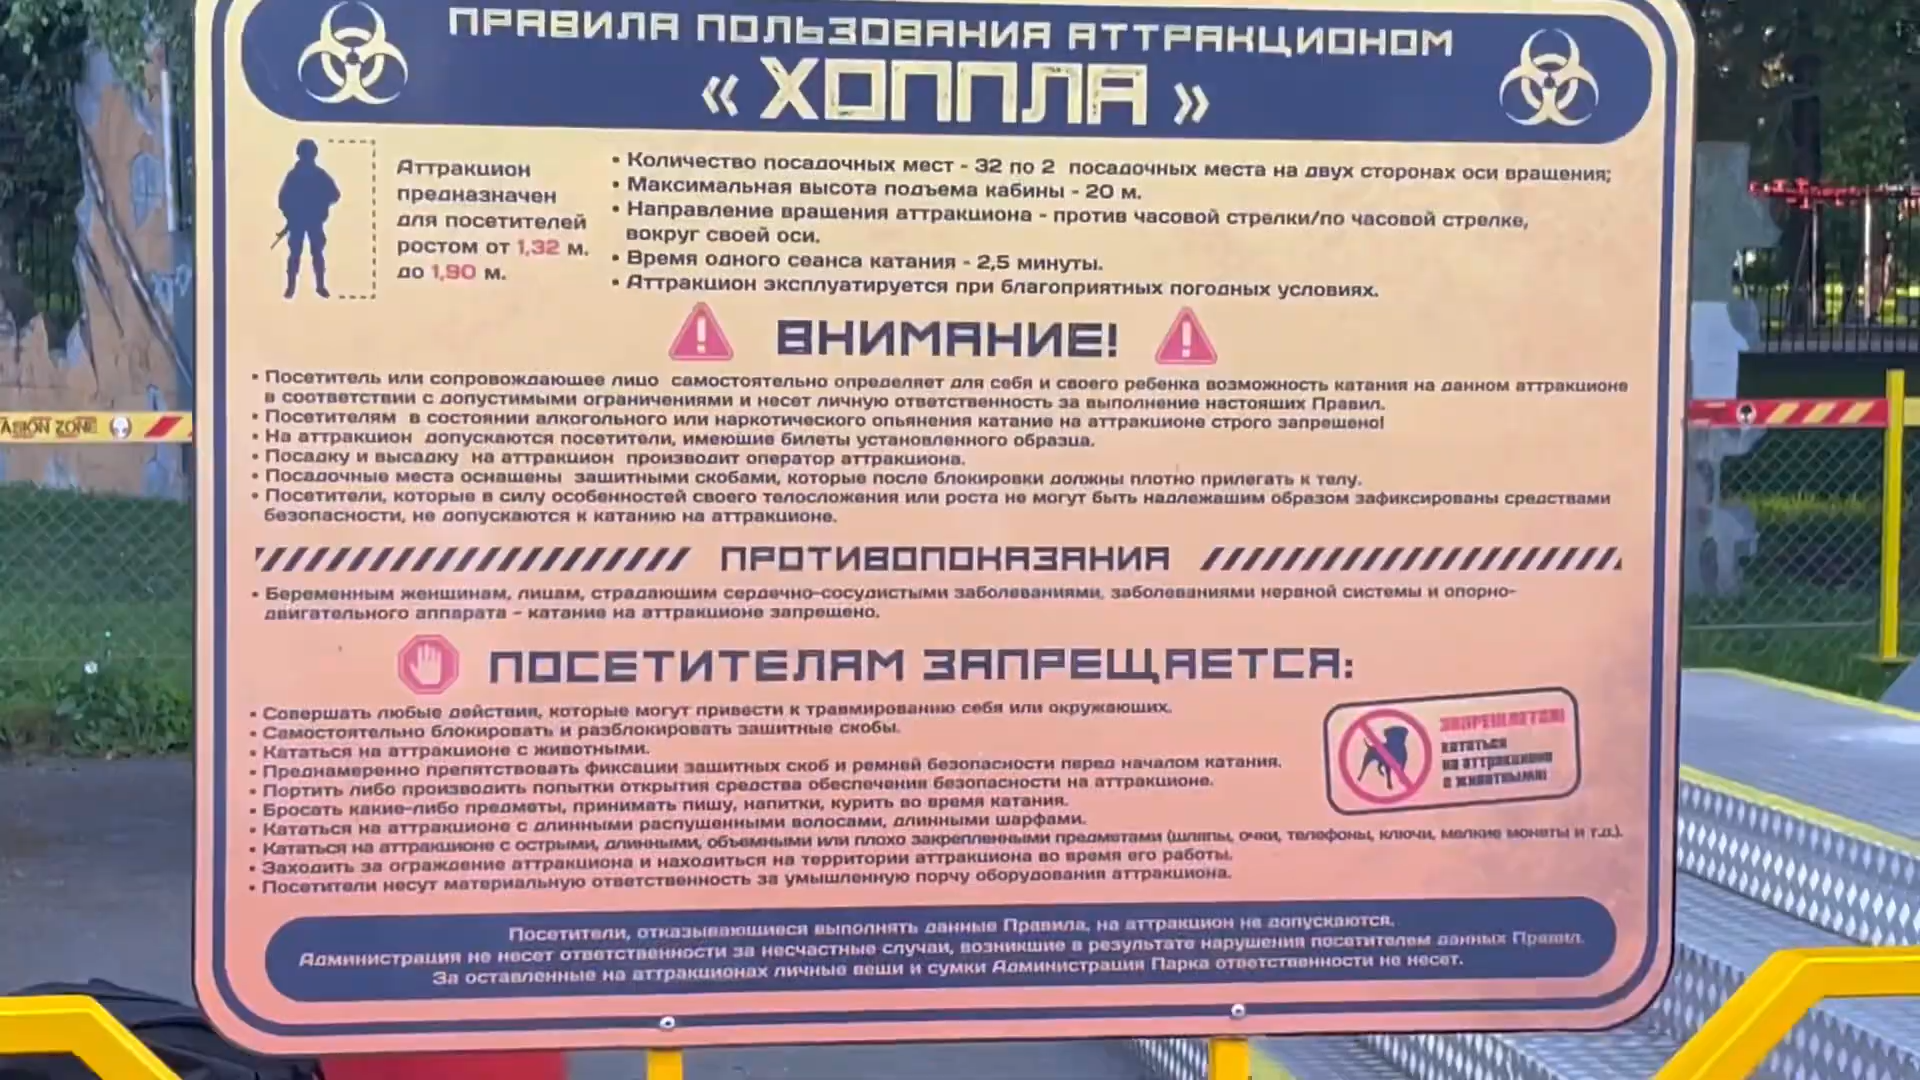 ПРАВИЛА ПОЛЬЗОВАНИЯ АТТРАКЦИОНОМ
« ХОППЛА »
Аттракцион
предназначен
для посетителей
ростом от 1,32 м.
до 1,90 м.
• Количество посадочных мест - 32 по 2 посадочных места на двух сторонах оси вращения;
• Максимальная высота подъема кабины - 20 м.
• Направление вращения аттракциона - против часовой стрелки/по часовой стрелке,
вокруг своей оси.
• Время одного сеанса катания - 2,5 минуты.
• Аттракцион эксплуатируется при благоприятных погодных условиях.
ВНИМАНИЕ!
• Посетитель или сопровождающее лицо самостоятельно определяет для себя и своего ребенка возможность катания на данном аттракционе
в соответствии с допустимыми ограничениями и несет личную ответственность за выполнение настоящих Правил.
• Посетителям в состоянии алкогольного или наркотического опьянения катание на аттракционе строго запрещено!
• На аттракцион допускаются посетители, имеющие билеты установленного образца.
• Посадку и высадку на аттракцион производит оператор аттракциона.
• Посадочные места оснащены защитными скобами, которые после блокировки должны плотно прилегать к телу.
• Посетители, которые в силу особенностей своего телосложения или роста не могут быть надлежащим образом зафиксированы средствами
безопасности, не допускаются к катанию на аттракционе.
ASION ZONE
ПРОТИВОПОКАЗАНИЯ
• Беременным женщинам, лицам, страдающим сердечно-сосудистыми заболеваниями, заболеваниями нервной системы и опорно-
двигательного аппарата - катание на аттракционе запрещено.
ПОСЕТИТЕЛЯМ ЗАПРЕЩАЕТСЯ:
• Совершать любые действия, которые могут привести к травмированию себя или окружающих.
• Самостоятельно блокировать и разблокировать защитные скобы.
• Кататься на аттракционе с животными.
• Преднамеренно препятствовать фиксации защитных скоб и ремней безопасности перед началом катания.
• Портить либо производить попытки открытия средства обеспечения безопасности на аттракционе.
• Бросать какие-либо предметы, принимать пищу, напитки, курить во время катания.
• Кататься на аттракционе с длинными распущенными волосами, длинными шарфами.
• Кататься на аттракционе с острыми, длинными, объемными или плохо закрепленными предметами (шляпы, очки, телефоны, ключи, мелкие монеты и т.д.).
• Заходить за ограждение аттракциона и находиться на территории аттракциона во время его работы.
• Посетители несут материальную ответственность за умышленную порчу оборудования аттракциона.
ЗАПРЕЩАЕТСЯ!
кататься
на аттракционе
с животными!
Посетители, отказывающиеся выполнять данные Правила, на аттракцион не допускаются.
Администрация не несет ответственности за несчастные случаи, возникшие в результате нарушения посетителем данных Правил.
За оставленные на аттракционах личные вещи и сумки Администрация Парка ответственности не несет.